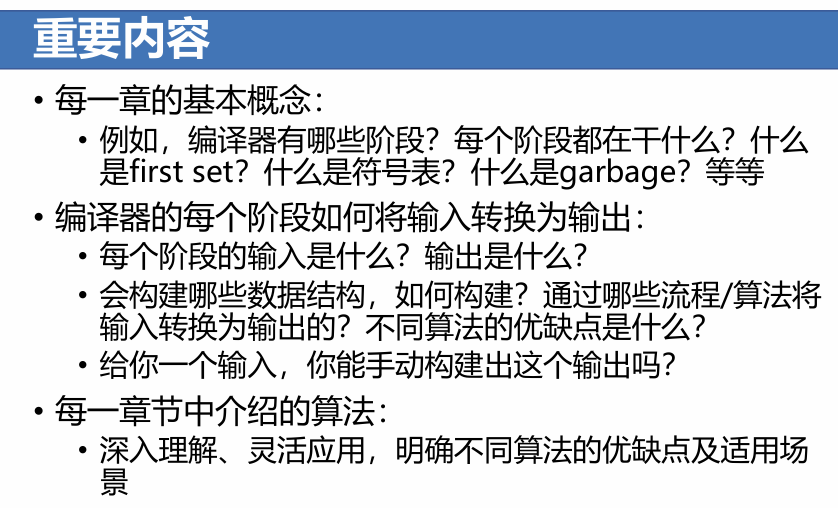 重要内容
• 每一章的基本概念：
• 例如，编译器有哪些阶段？每个阶段都在干什么？什么
是first set？什么是符号表？什么是garbage？等等
• 编译器的每个阶段如何将输入转换为输出：
• 每个阶段的输入是什么？输出是什么？
• 会构建哪些数据结构，如何构建？通过哪些流程/算法将
输入转换为输出的？不同算法的优缺点是什么？
• 给你一个输入，你能手动构建出这个输出吗？
• 每一章节中介绍的算法：
• 深入理解、灵活应用，明确不同算法的优缺点及适用场
景